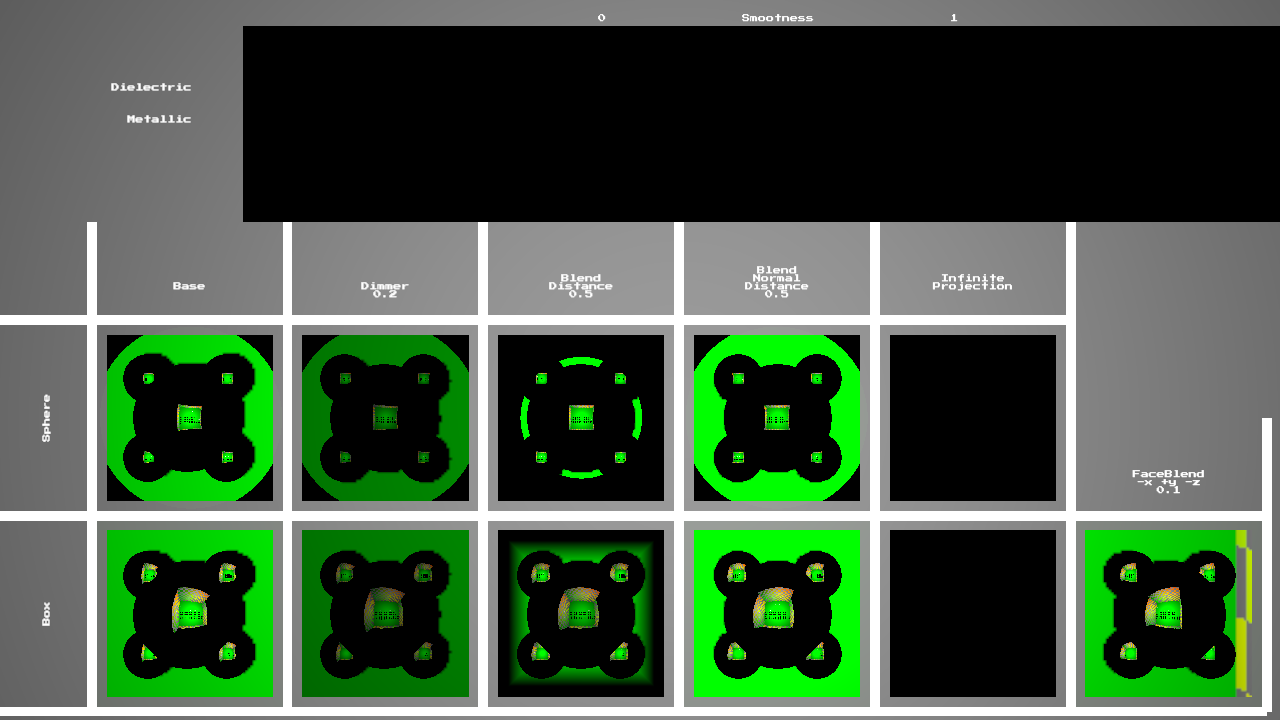 0 Smootness 1
Dielectric
Metallic
Base
Dimmer
0.2
Blend
Distance
0.5
Blend
Normal
Distance
0.5
Infinite
Projection
Sphere
FaceBlend
-x +y -z
0.1
Box